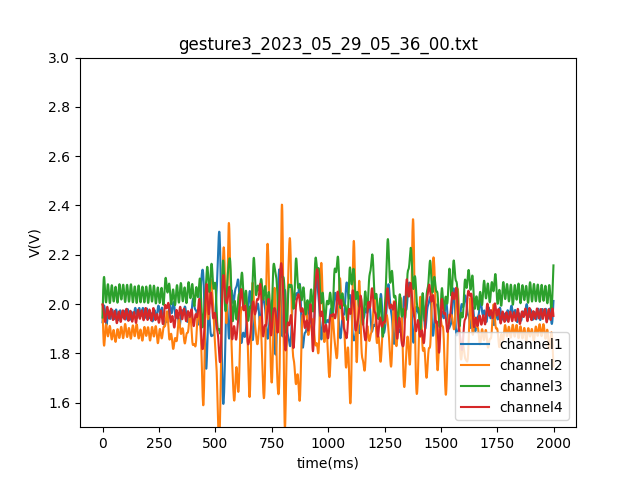 gesture3_2023_05_29_05_36_00.txt
3.0
2.8
2.6
2.4
2.2
2.0
1.8
1.6
V(V)
channel1
channel2
channel3
channel4
0 250 500 750 1000 1250 1500 1750 2000
time(ms)